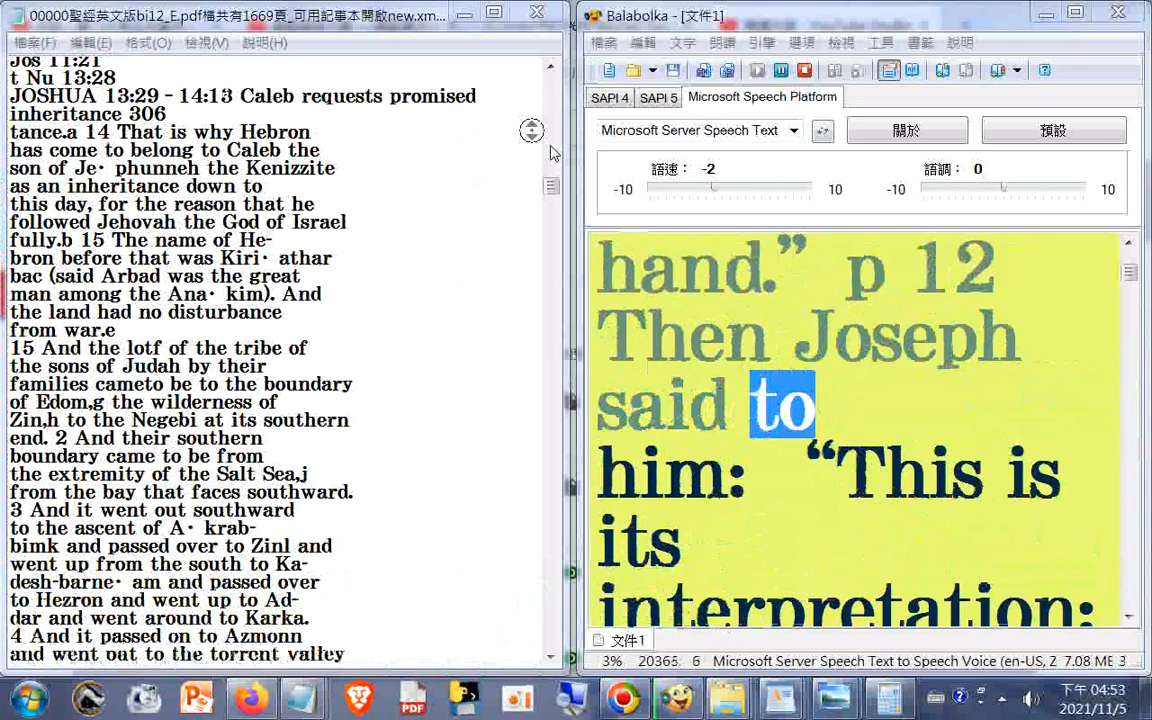 00000聖經英文版bi12_E.pdf檔共有1669頁_可用記事本開啟new.xm...
檔案(F) 編輯(E) 格式(O) 檢視(V) 說明(H)
Jos 11:21
t Nu 13:28
JOSHUA 13:29 - 14:13 Caleb requests promised
inheritance 306
tance.a 14 That is why Hebron
has come to belong to Caleb the
son of Je· phunneh the Kenizzite
as an inheritance down to
this day, for the reason that he
followed Jehovah the God of Israel
fully.b 15 The name of He-
bron before that was Kiri· athar
bac (said Arbad was the great
man among the Ana· kim). And
the land had no disturbance
from war.e
15 And the lotf of the tribe of
the sons of Judah by their
families cameto be to the boundary
of Edom,g the wilderness of
Zin,h to the Negebi at its southern
end. 2 And their southern
boundary came to be from
the extremity of the Salt Sea,j
from the bay that faces southward.
3 And it went out southward
to the ascent of A· krab-
bimk and passed over to Zinl and
went up from the south to Ka-
desh-barne· am and passed over
to Hezron and went up to Ad-
dar and went around to Karka.
4 And it passed on to Azmonn
and went out to the torrent valley
Balabolka - [文件1]
檔案 編輯 文字 朗讀 引擎 選項 檢視 工具 書籤 說明
SAPI 4 SAPI 5 Microsoft Speech Platform
Microsoft Server Speech Text 關於 預設
語速: -2 語調: 0
-10 10 -10 10
hand.” p 12
Then Joseph
said to
him: “This is
its
interpretation:
文件1
3% 20365: 6 Microsoft Server Speech Text to Speech Voice (en-US, 2 7.08 MB 3
PDF
下午 04:53
2021/11/5